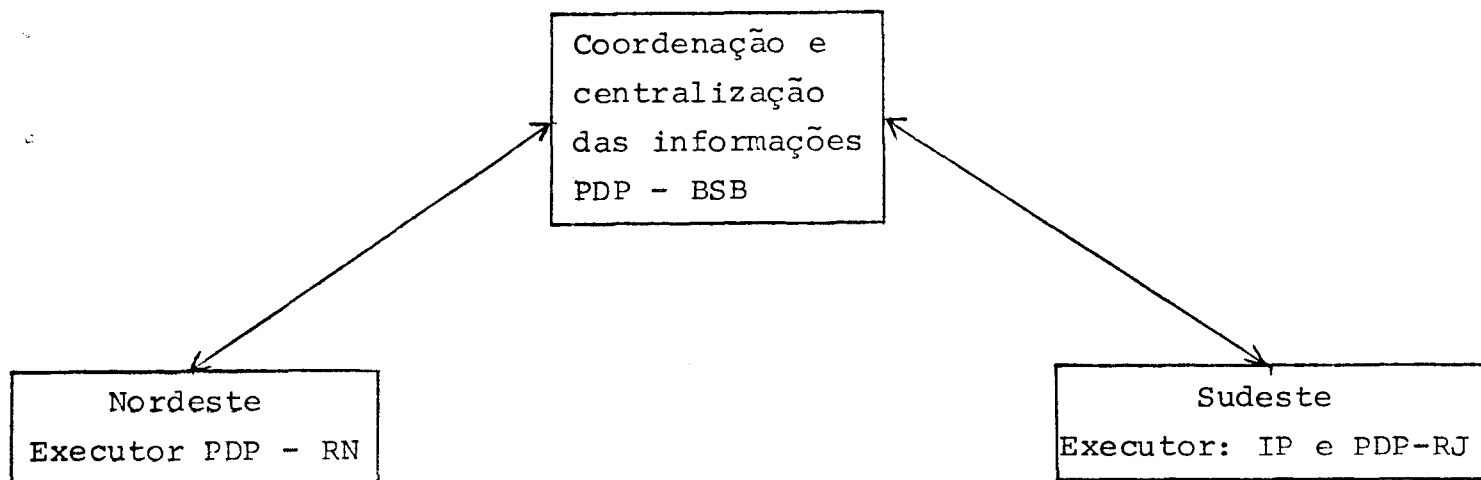 Coordenação e
centralização
das informações
PDP - BSB
Nordeste
Executor PDP - RN
Sudeste
Executor: IP e PDP-RJ